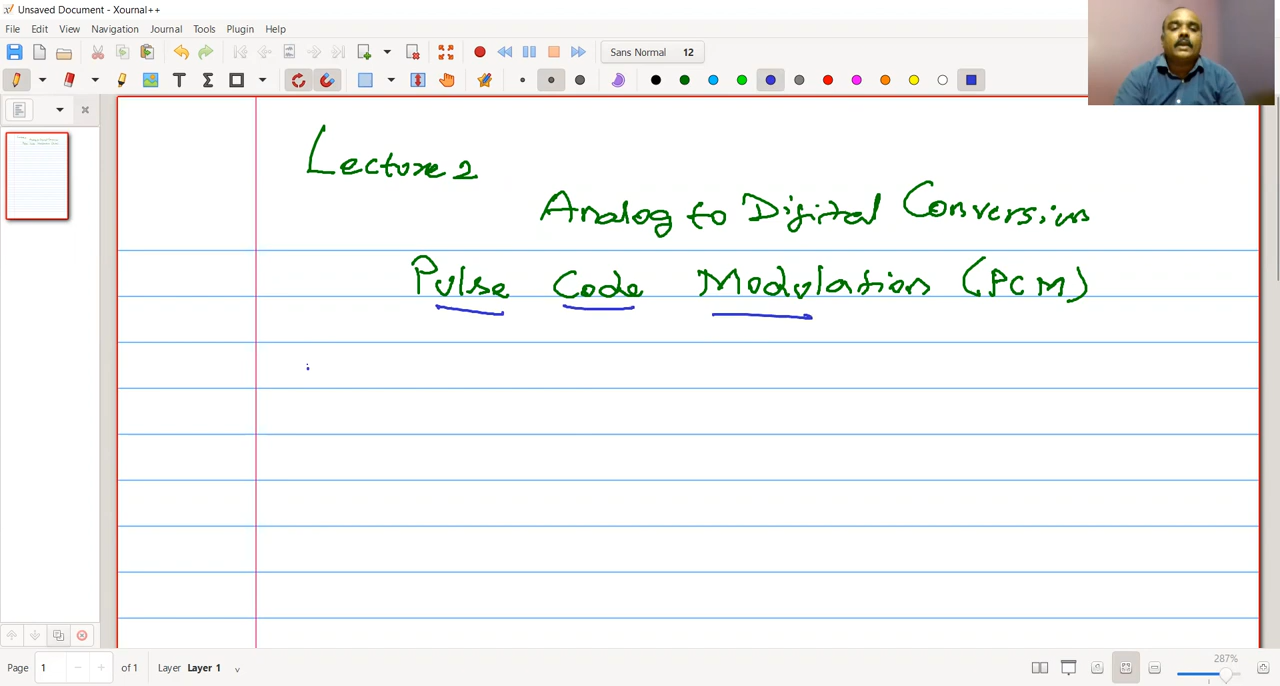 Unsaved Document - Xournal++
File Edit View Navigation Journal Tools Plugin Help
Sans Normal 12
Lecture 2
Analog to Digital Conversion
Pulse Code Modulation (PCM)
Page 1 of 1 Layer Layer 1 287%